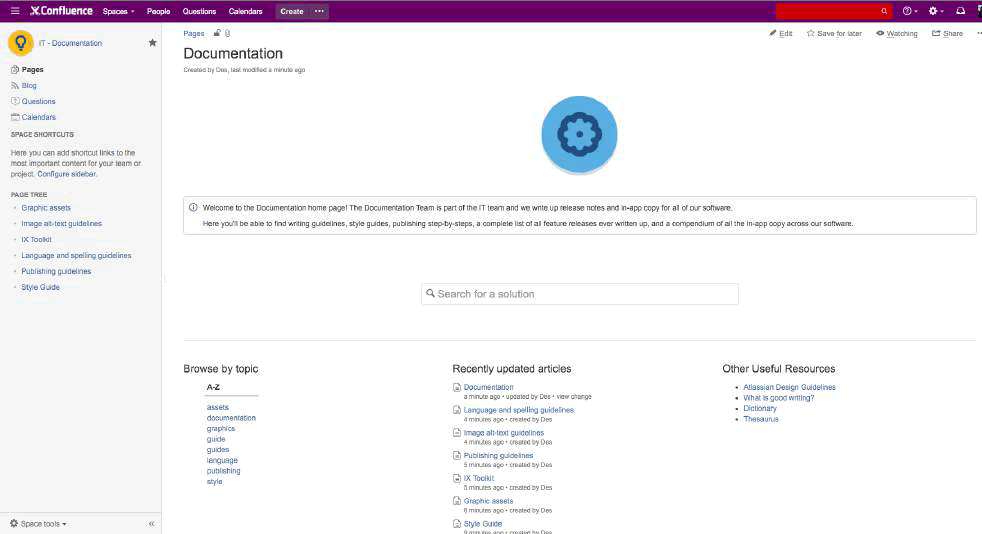 Confluence Spaces People Questions Calendars Create
IT - Documentation
Pages
Blog
Questions
Calendars
SPACE SHORTCUTS
Here you can add shortcut links to the
most important content for your team or
project. Configure sidebar.
PAGE TREE
Graphic assets
Image alt-text guidelines
IX Toolkit
Language and spelling guidelines
Publishing guidelines
Style Guide
Space tools
Pages
Edit Save for later Watching Share
Documentation
Created by Des, last modified a minute ago
Welcome to the Documentation home page! The Documentation Team is part of the IT team and we write up release notes and in-app copy for all of our software.
Here you'll be able to find writing guidelines, style guides, publishing step-by-steps, a complete list of all feature releases ever written up, and a compendium of all the in-app copy across our software.
Search for a solution
Browse by topic
A-Z
assets
documentation
graphics
guide
guides
language
publishing
style
Recently updated articles
Documentation
a minute ago • updated by Des • view change
Language and spelling guidelines
4 minutes ago • created by Des
Image alt-text guidelines
4 minutes ago • created by Des
Publishing guidelines
5 minutes ago • created by Des
IX Toolkit
5 minutes ago • created by Des
Graphic assets
6 minutes ago • created by Des
Style Guide
9 minutes ago • created by Des
Other Useful Resources
Atlassian Design Guidelines
What is good writing?
Dictionary
Thesaurus